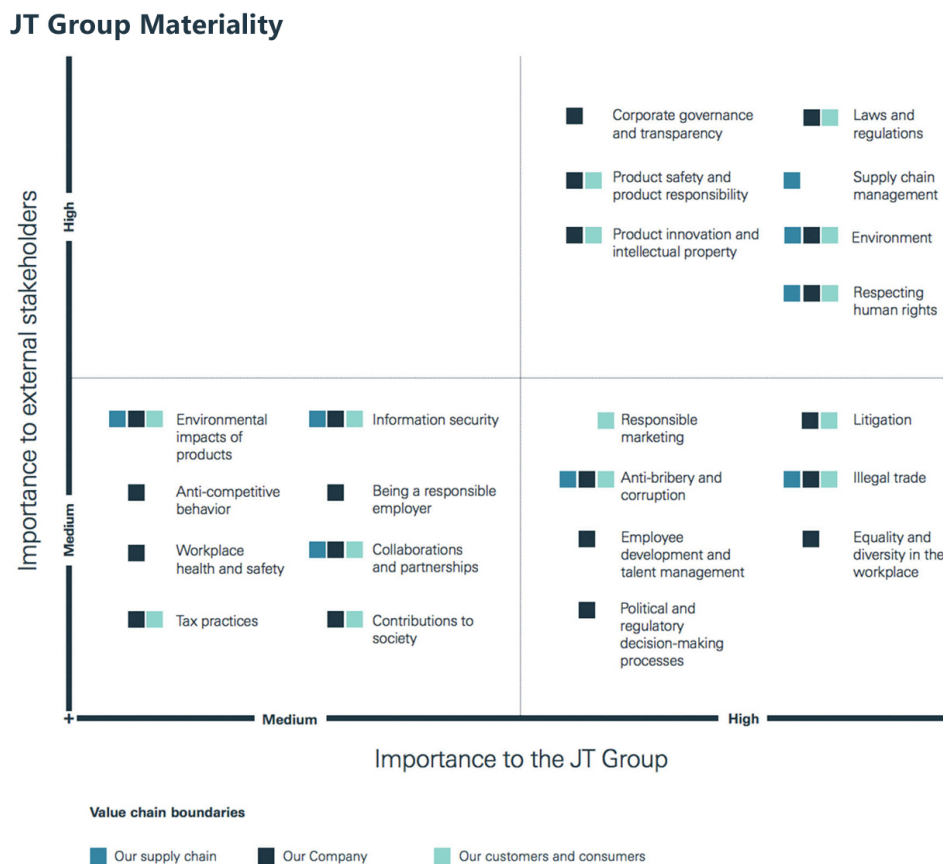 JT Group Materiality
Importance to external stakeholders
High
Medium
Corporate governance
and transparency
Laws and
regulations
Product safety and
product responsibility
Supply chain
management
Product innovation and
intellectual property
Environment
Respecting
human rights
Environmental
impacts of
products
Information security
Anti-competitive
behavior
Being a responsible
employer
Workplace
health and safety
Collaborations
and partnerships
Tax practices
Contributions to
society
Responsible
marketing
Litigation
Anti-bribery and
corruption
Illegal trade
Employee
development and
talent management
Equality and
diversity in the
workplace
Political and
regulatory
decision-making
processes
+
Medium
High
Importance to the JT Group
Value chain boundaries
Our supply chain
Our Company
Our customers and consumers